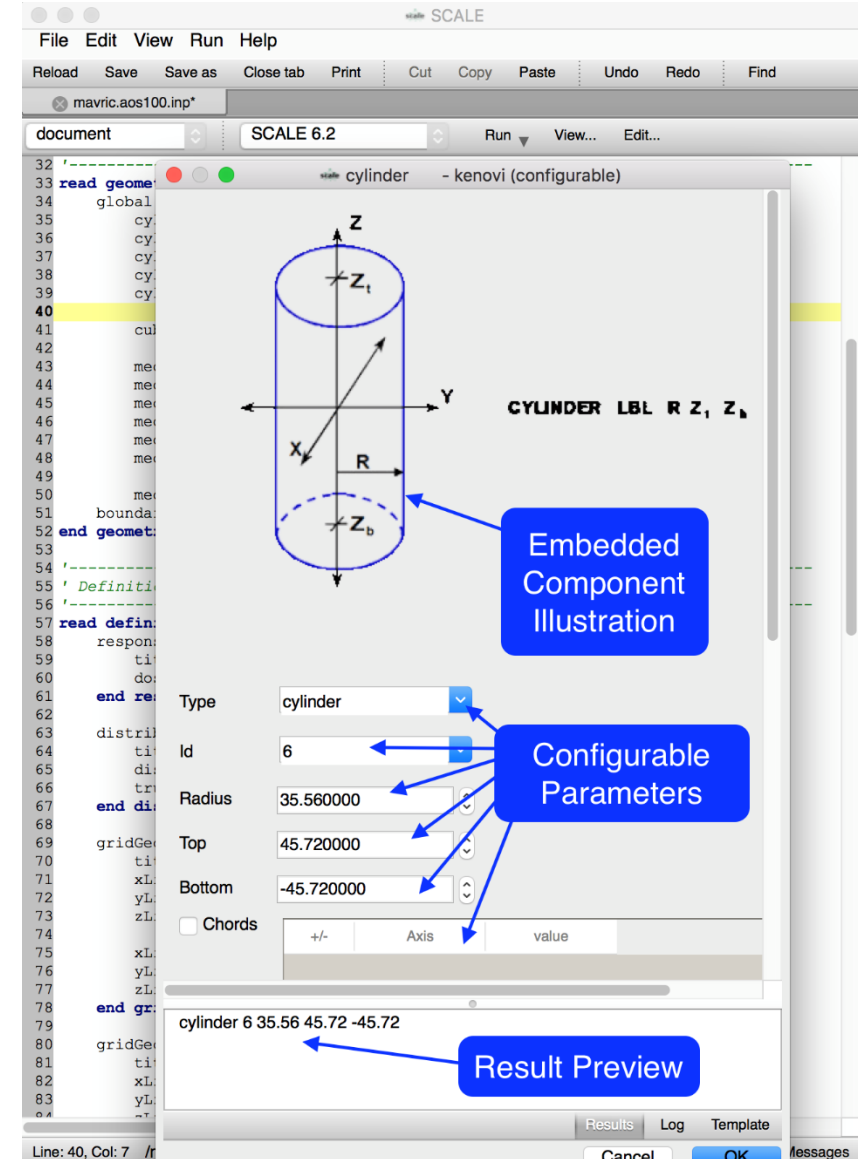 scale SCALE
File Edit View Run Help
Reload Save Save as Close tab Print Cut Copy Paste Undo Redo Find
mavric.aos100.inp*
document SCALE 6.2 Run View... Edit...
32 '---
33 read geome
34 global
35 cy
36 cy
37 cy
38 cy
39 cy
40
41 cu
42
43 me
44 me
45 me
46 me
47 me
48 me
49
50 me
51 bounda
52 end geomet
53
54 '---
55 ' Definiti
56 '---
57 read defin
58 respon
59 ti
60 do
61 end re
62
63 distri
64 ti
65 di
66 tr
67 end di
68
69 gridGe
70 ti
71 xL
72 yL
73 zL
74
75 xL
76 yL
77 zL
78 end gr
79
80 gridGe
81 ti
82 xL
83 yL
84
scale cylinder - kenovi (configurable)
Z
Zt
Y
X
R
Zb
CYLINDER LBL R Zt Zb
Embedded
Component
Illustration
Type cylinder
Id 6
Radius 35.560000
Top 45.720000
Bottom -45.720000
Chords
+/- Axis value
Configurable
Parameters
cylinder 6 35.56 45.72 -45.72
Result Preview
Results Log Template
Cancel OK
Line: 40, Col: 7 /r Messages